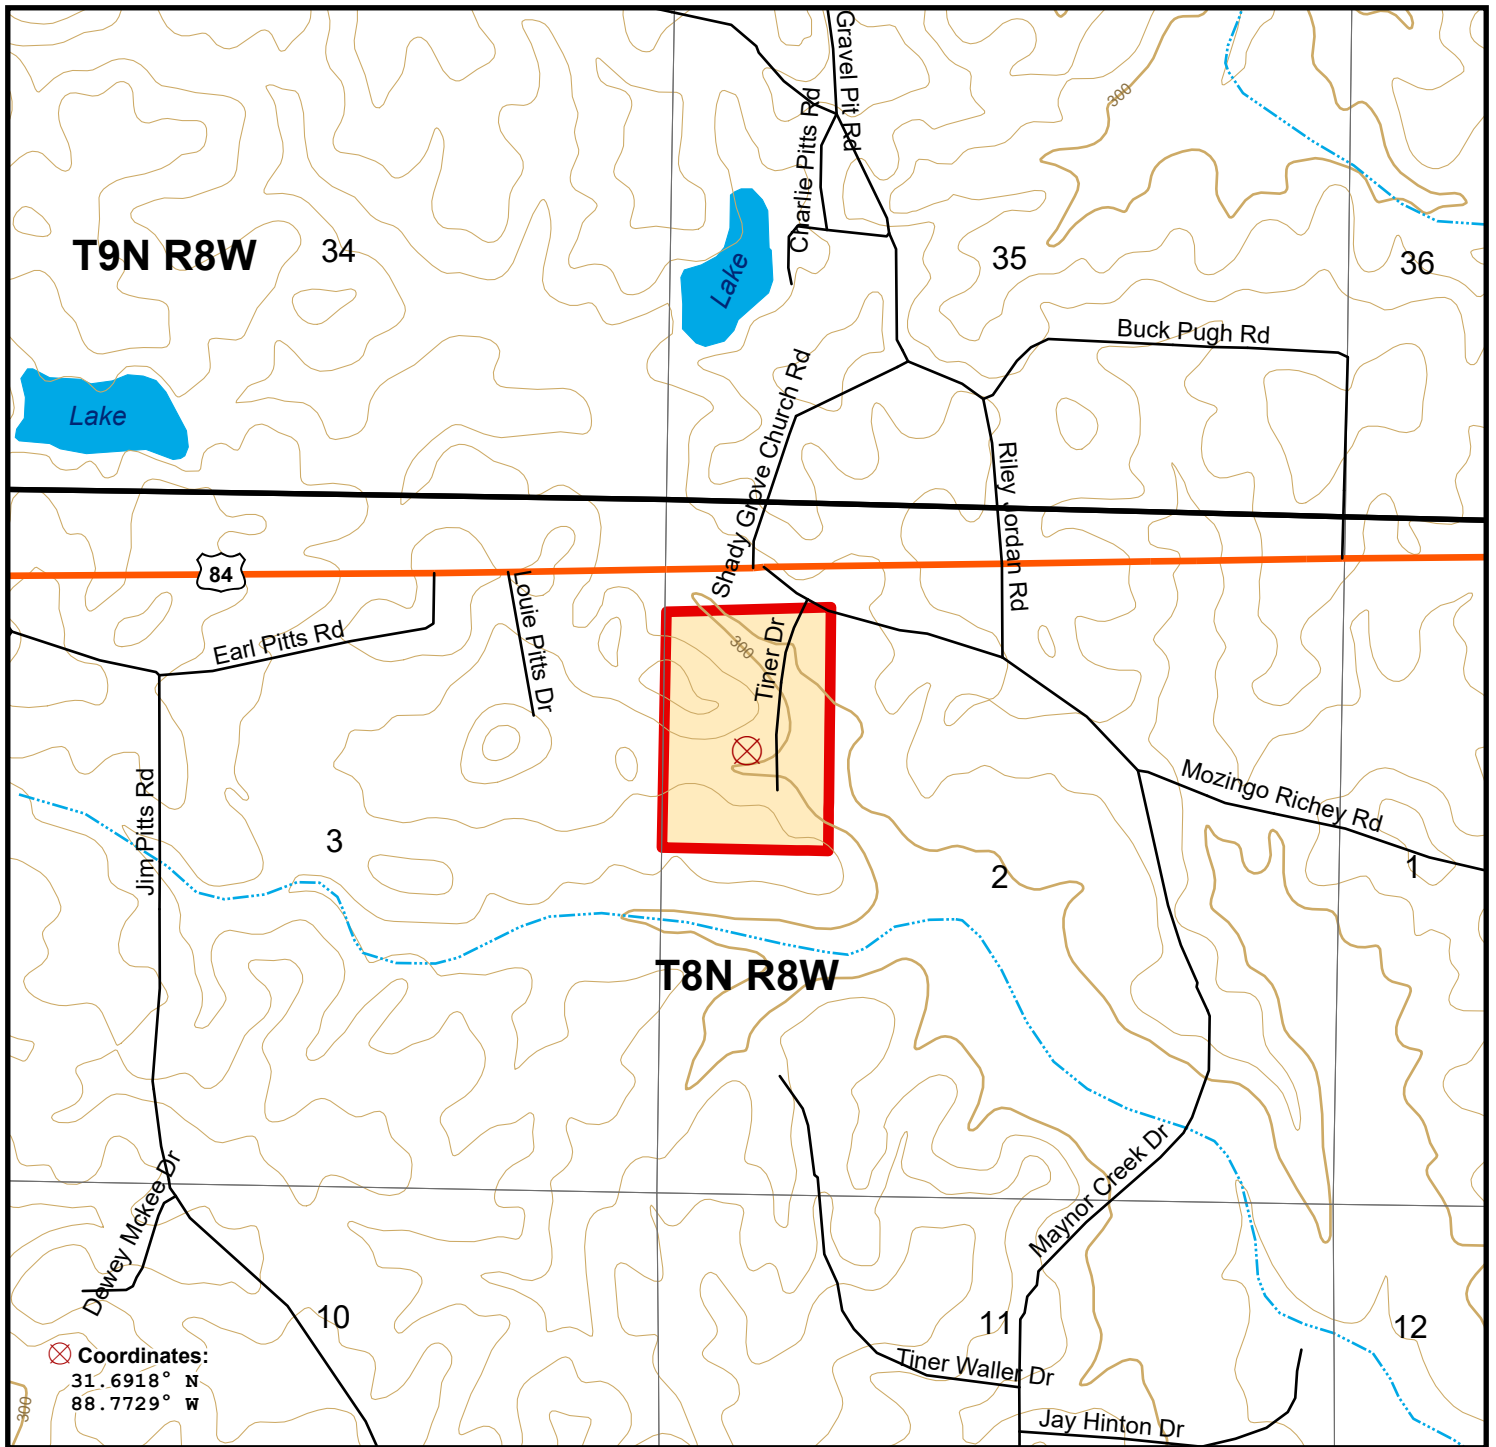 Gravel Pit Rd
300
Charlie Pitts Rd
T9N R8W
34
35
36
Lake
Buck Pugh Rd
Lake
Shady Grove Church Rd
Riley Jordan Rd
84
Louie Pitts Dr
Earl Pitts Rd
300
Tiner Dr
Jim Pitts Rd
Mozingo Richey Rd
3
2
1
T8N R8W
Maynor Creek Dr
Dewey Mckee Dr
10
11
12
Coordinates:
31.6918° N
88.7729° W
300
Tiner Waller Dr
Jay Hinton Dr